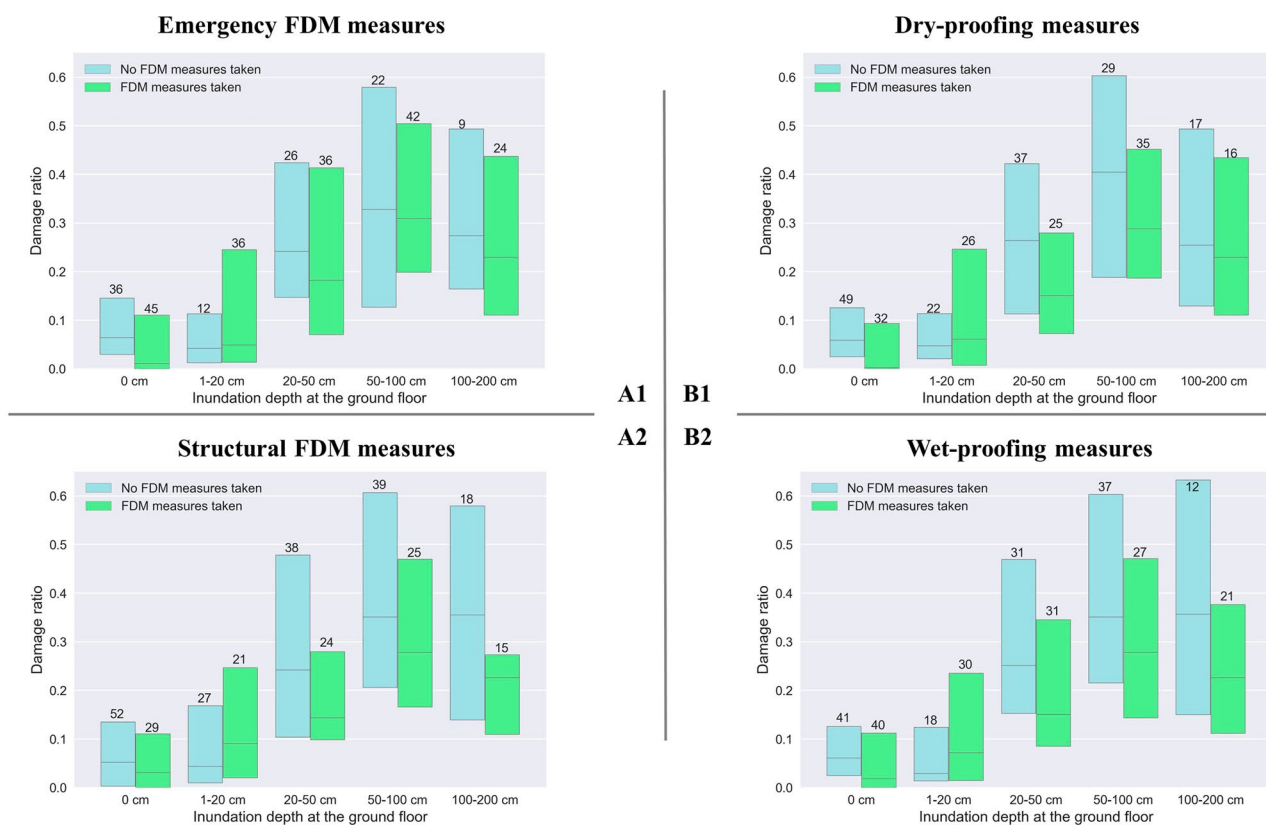 Emergency FDM measures
No FDM measures taken
FDM measures taken
0.6
0.5
0.4
0.3
0.2
0.1
0.0
Damage ratio
36
45
12
36
26
36
22
42
9
24
0 cm
1-20 cm
20-50 cm
50-100 cm
100-200 cm
Inundation depth at the ground floor
A1
Dry-proofing measures
No FDM measures taken
FDM measures taken
0.6
0.5
0.4
0.3
0.2
0.1
0.0
Damage ratio
49
32
22
26
37
25
29
35
17
16
0 cm
1-20 cm
20-50 cm
50-100 cm
100-200 cm
Inundation depth at the ground floor
B1
A2
Structural FDM measures
No FDM measures taken
FDM measures taken
0.6
0.5
0.4
0.3
0.2
0.1
0.0
Damage ratio
52
29
27
21
38
24
39
25
18
15
0 cm
1-20 cm
20-50 cm
50-100 cm
100-200 cm
Inundation depth at the ground floor
B2
Wet-proofing measures
No FDM measures taken
FDM measures taken
0.6
0.5
0.4
0.3
0.2
0.1
0.0
Damage ratio
41
40
18
30
31
31
37
27
12
21
0 cm
1-20 cm
20-50 cm
50-100 cm
100-200 cm
Inundation depth at the ground floor